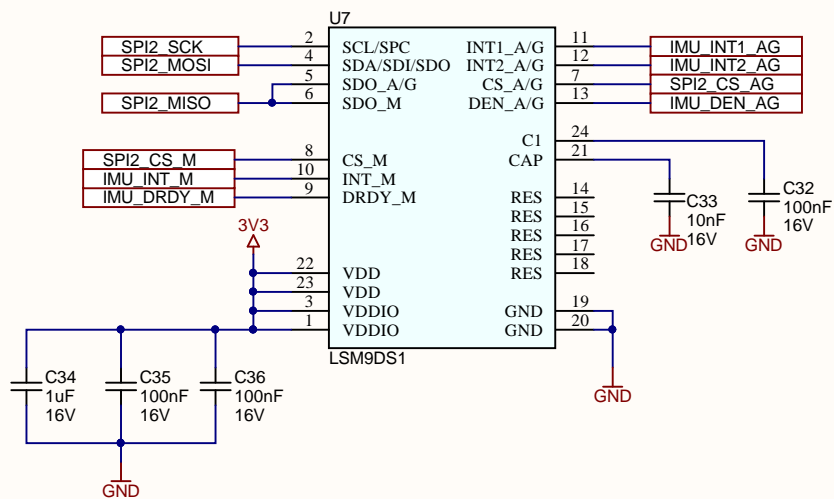 U7
SPI2_SCK 2 SCL/SPC INT1_A/G 11 IMU_INT1_AG
SPI2_MOSI 4 SDA/SDI/SDO INT2_A/G 12 IMU_INT2_AG
5 SDO_A/G CS_A/G 7 SPI2_CS_AG
SPI2_MISO 6 SDO_M DEN_A/G 13 IMU_DEN_AG
C1 24
SPI2_CS_M 8 CS_M CAP 21
IMU_INT_M 10 INT_M
IMU_DRDY_M 9 DRDY_M RES 14
RES 15
RES 16
RES 17
RES 18
C33
10nF
16V
GND
C32
100nF
16V
GND
3V3
22 VDD
23 VDD
3 VDDIO GND 19
1 VDDIO GND 20
LSM9DS1
GND
C34
1uF
16V
C35
100nF
16V
C36
100nF
16V
GND